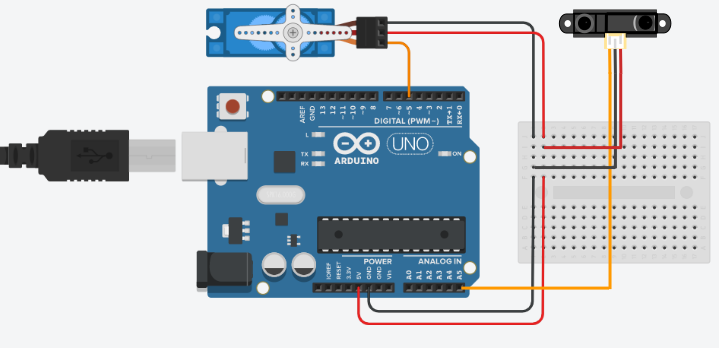 AREF
GND
13
12
~11
~10
~9
8
7
~6
~5
4
~3
2
TX→1
RX←0
DIGITAL (PWM~)
L
TX
RX
ARDUINO
UNO
ON
POWER
ANALOG IN
IOREF
RESET
3.3V
5V
GND
GND
Vin
A0
A1
A2
A3
A4
A5